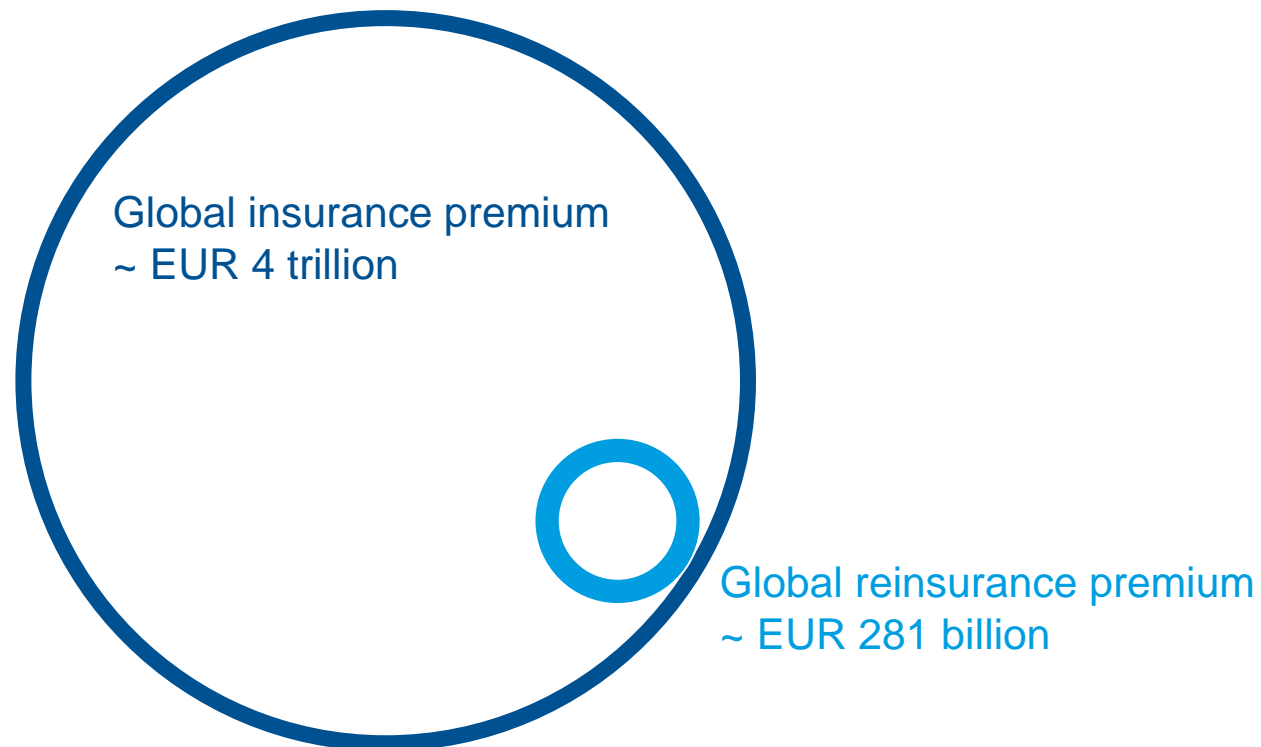 Global insurance premium
~ EUR 4 trillion
Global reinsurance premium
~ EUR 281 billion